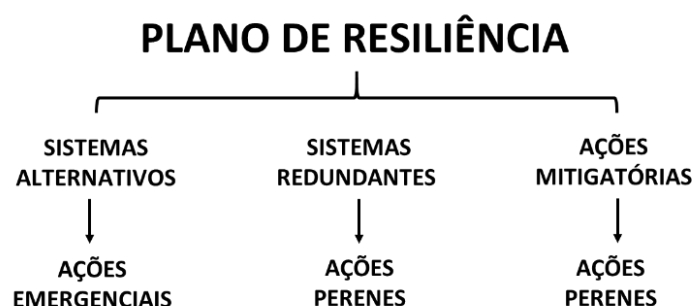 PLANO DE RESILIÊNCIA
SISTEMAS
ALTERNATIVOS
SISTEMAS
REDUNDANTES
AÇÕES
MITIGATÓRIAS
AÇÕES
EMERGENCIAIS
AÇÕES
PERENES
AÇÕES
PERENES